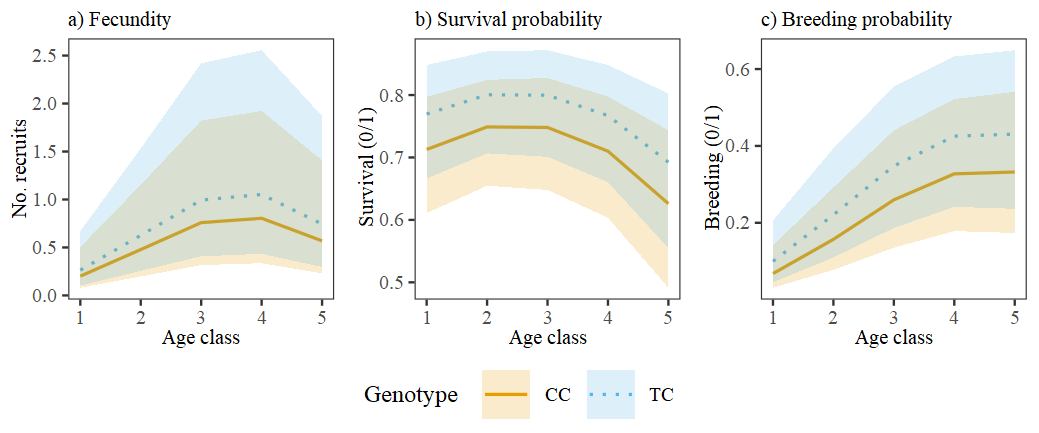 a) Fecundity
No. recruits
2.5
2.0
1.5
1.0
0.5
0.0
1 2 3 4 5
Age class
b) Survival probability
Survival (0/1)
0.8
0.7
0.6
0.5
1 2 3 4 5
Age class
c) Breeding probability
Breeding (0/1)
0.6
0.4
0.2
1 2 3 4 5
Age class
Genotype CC TC